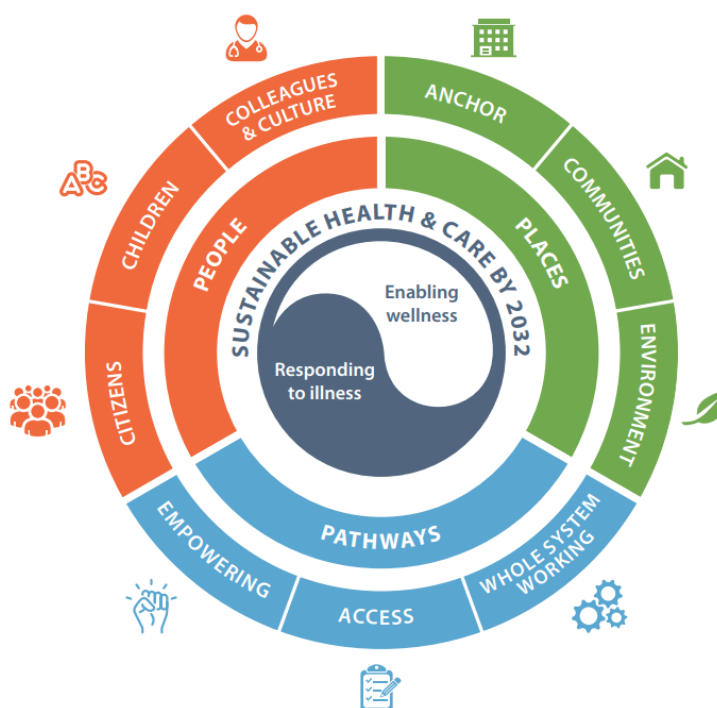 COLLEAGUES
& CULTURE
ANCHOR
COMMUNITIES
ENVIRONMENT
WHOLE SYSTEM
WORKING
ACCESS
EMPOWERING
CITIZENS
CHILDREN
ABC
PEOPLE
PLACES
PATHWAYS
SUSTAINABLE HEALTH & CARE BY 2032
Enabling
wellness
Responding
to illness